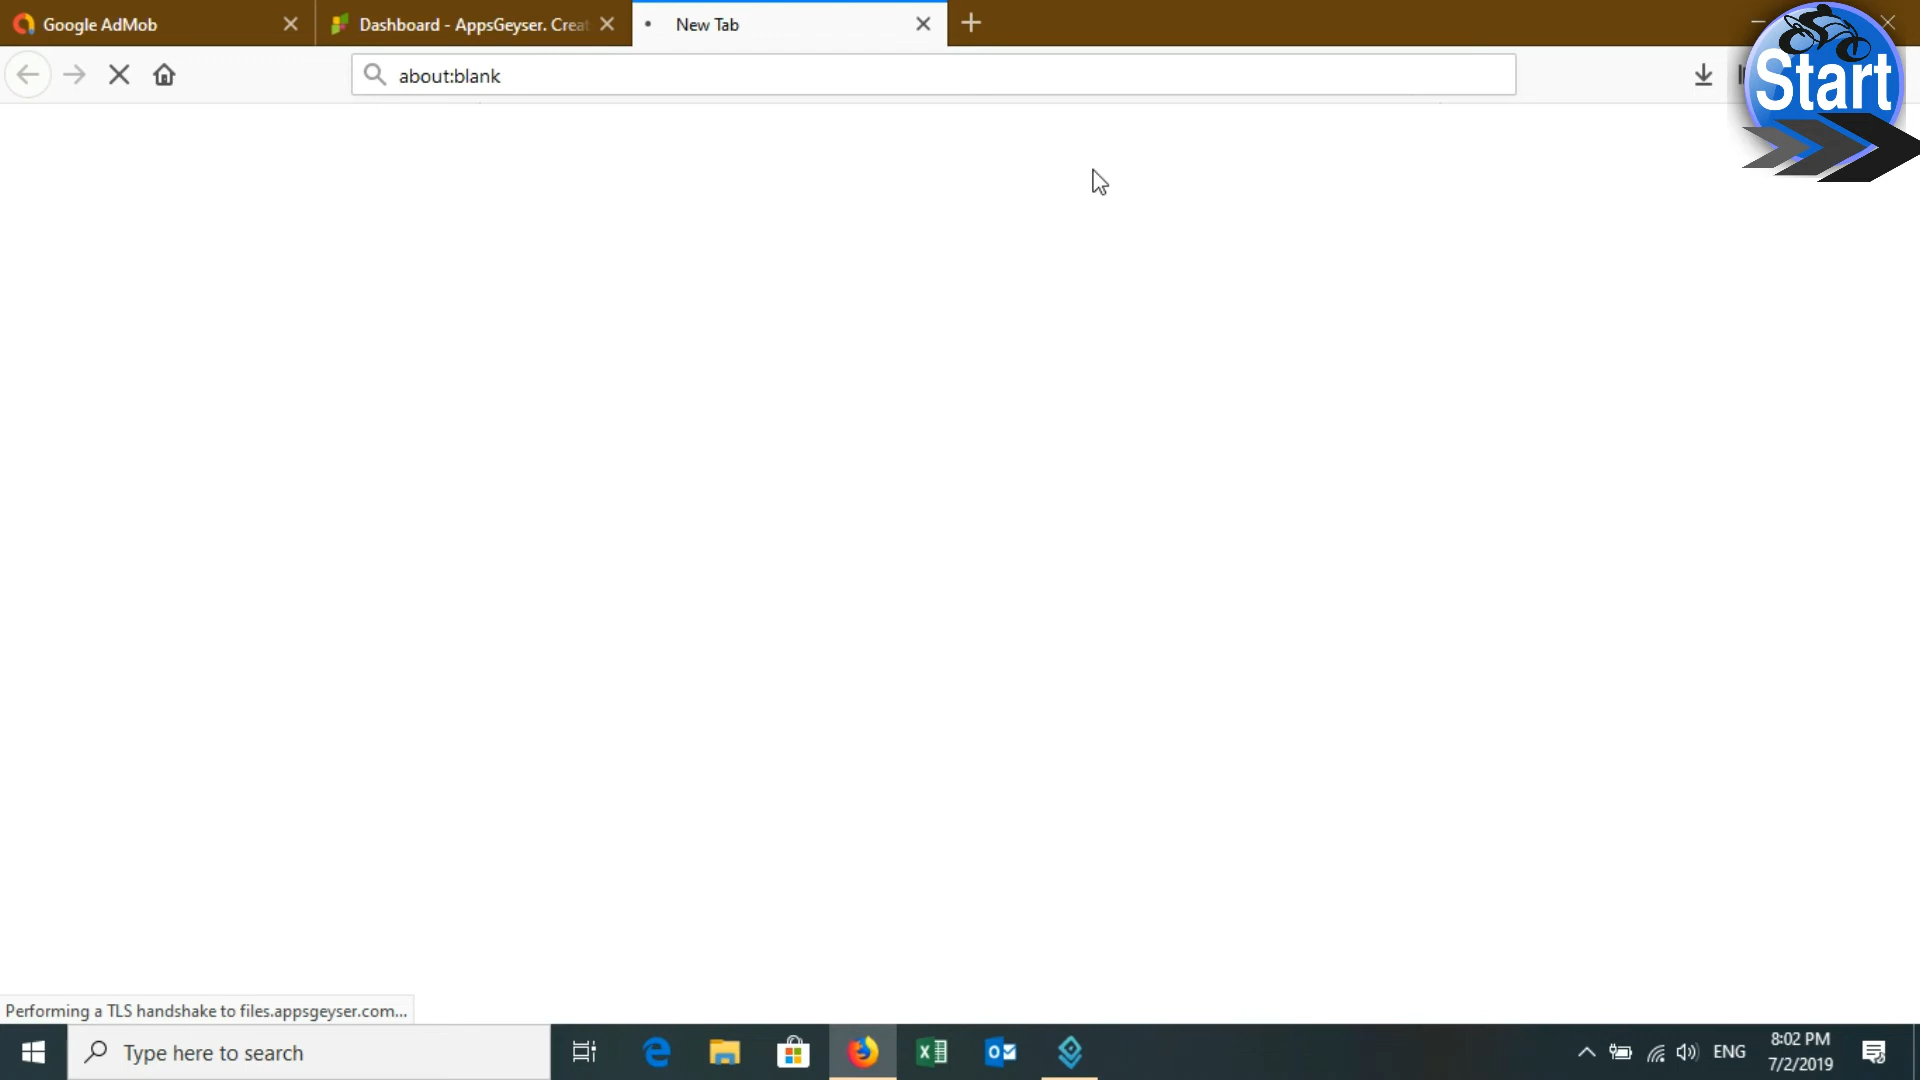 Google AdMob
Dashboard - AppsGeyser. Creat
New Tab
about:blank
Start
Performing a TLS handshake to files.appsgeyser.com...
Type here to search
ENG
8:02 PM
7/2/2019